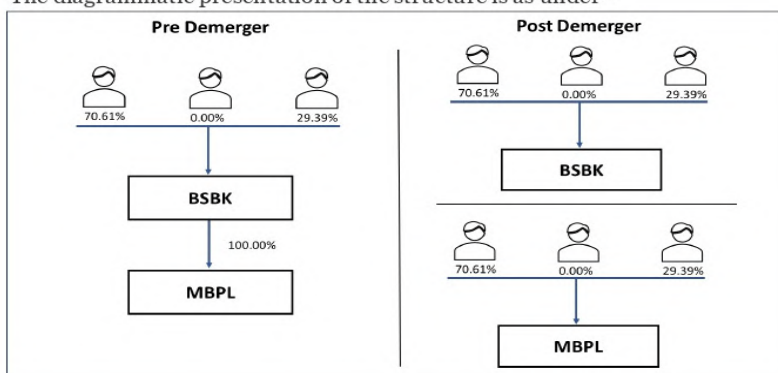 The diagrammatic presentation of the structure is as under
Pre Demerger
70.61% 0.00% 29.39%
BSBK
100.00%
MBPL
Post Demerger
70.61% 0.00% 29.39%
BSBK
70.61% 0.00% 29.39%
MBPL